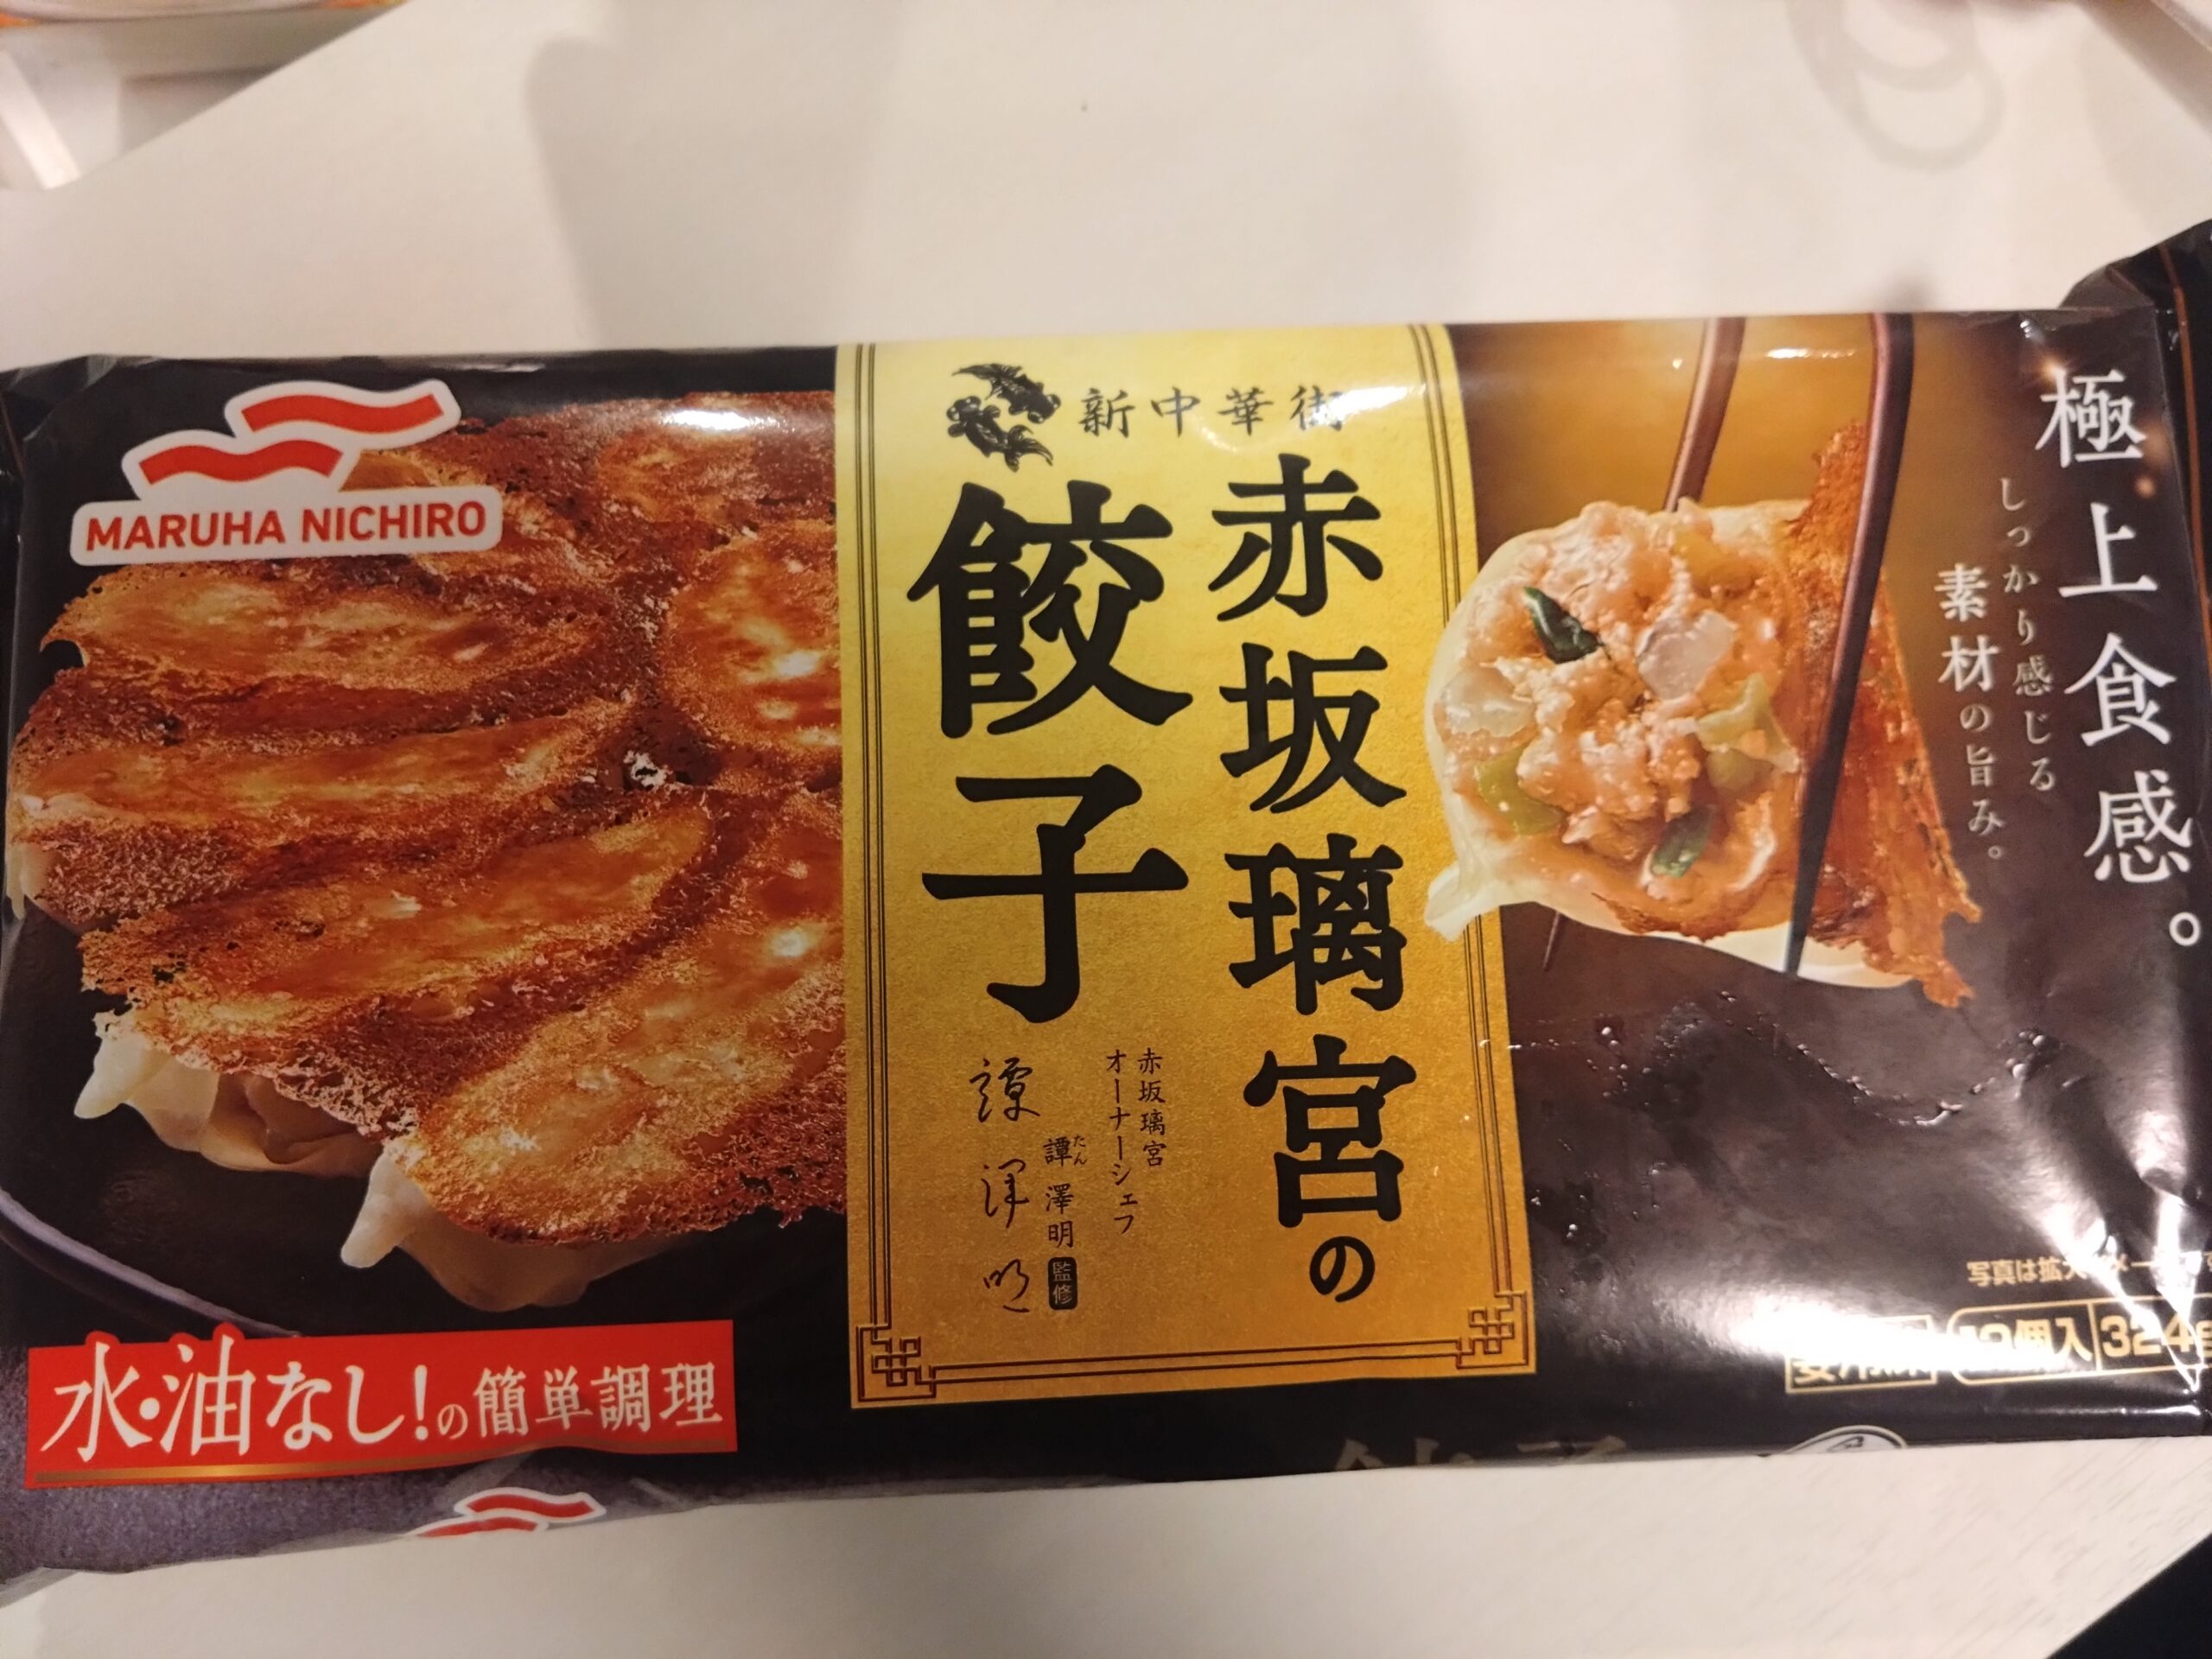 MARUHA NICHIRO
新中華街
赤坂璃宮の
餃子
赤坂璃宮
オーナーシェフ
譚澤明
たん
監修
譚澤明
極上食感。
しっかり感じる
素材の旨み。
水・油なし!の簡単調理
写真は拡大
個入
324g